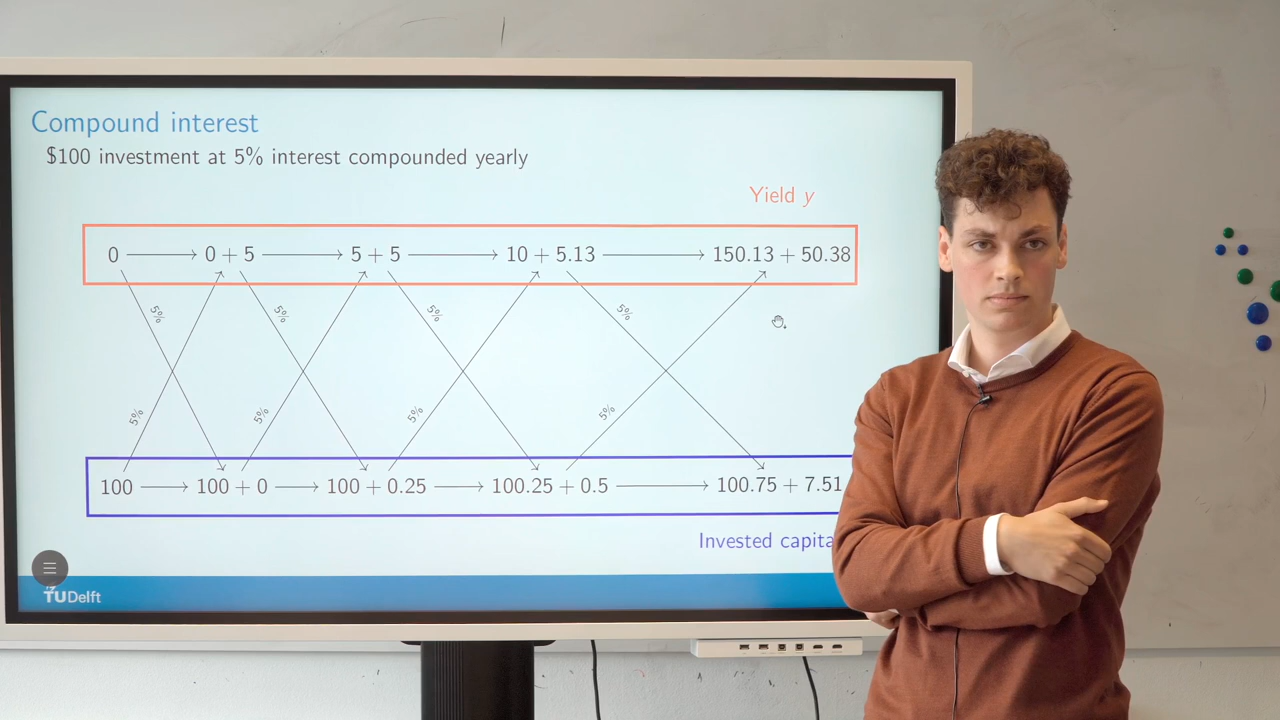 Compound interest
$100 investment at 5% interest compounded yearly
Yield y
0 → 0 + 5 → 5 + 5 → 10 + 5.13 → 150.13 + 50.38
5% 5% 5% 5%
5% 5% 5% 5%
100 → 100 + 0 → 100 + 0.25 → 100.25 + 0.5 → 100.75 + 7.51
Invested capita
TUDelft